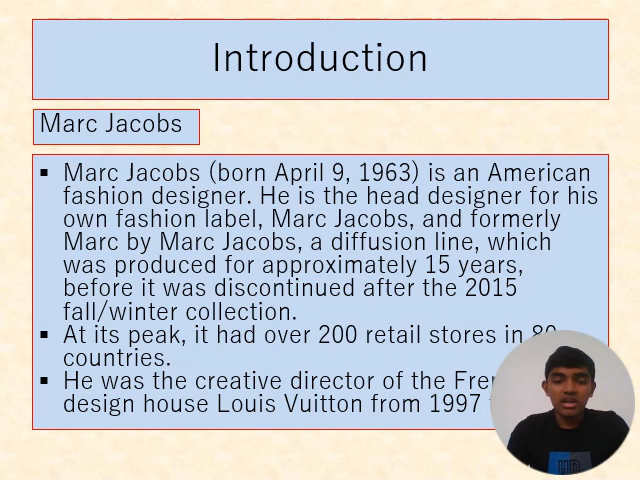 Introduction
Marc Jacobs
▪ Marc Jacobs (born April 9, 1963) is an American
fashion designer. He is the head designer for his
own fashion label, Marc Jacobs, and formerly
Marc by Marc Jacobs, a diffusion line, which
was produced for approximately 15 years,
before it was discontinued after the 2015
fall/winter collection.
▪ At its peak, it had over 200 retail stores in 80
countries.
▪ He was the creative director of the
design house Louis Vuitton from 1997